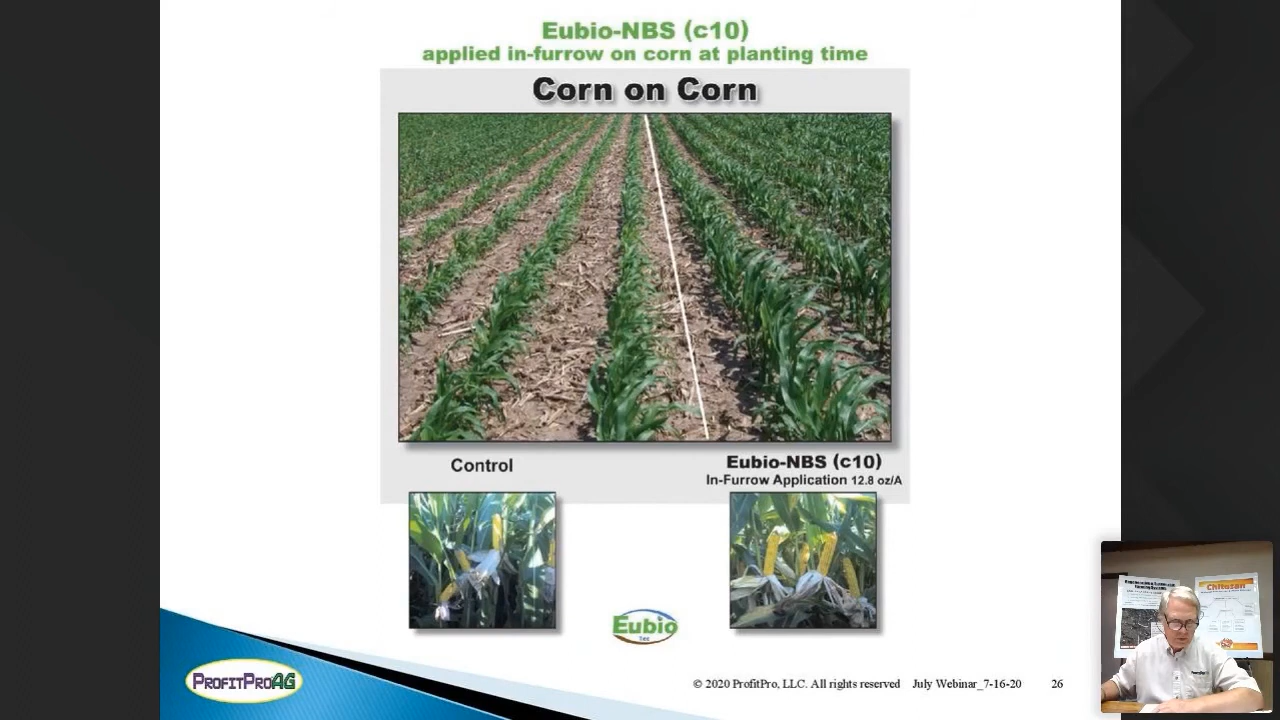 Eubio-NBS (c10)
applied in-furrow on corn at planting time
Corn on Corn
Control
Eubio-NBS (c10)
In-Furrow Application 12.8 oz/A
Eubio
PROFITPROAG
© 2020 ProfitPro, LLC. All rights reserved July Webinar_7-16-20 26
Chitosan